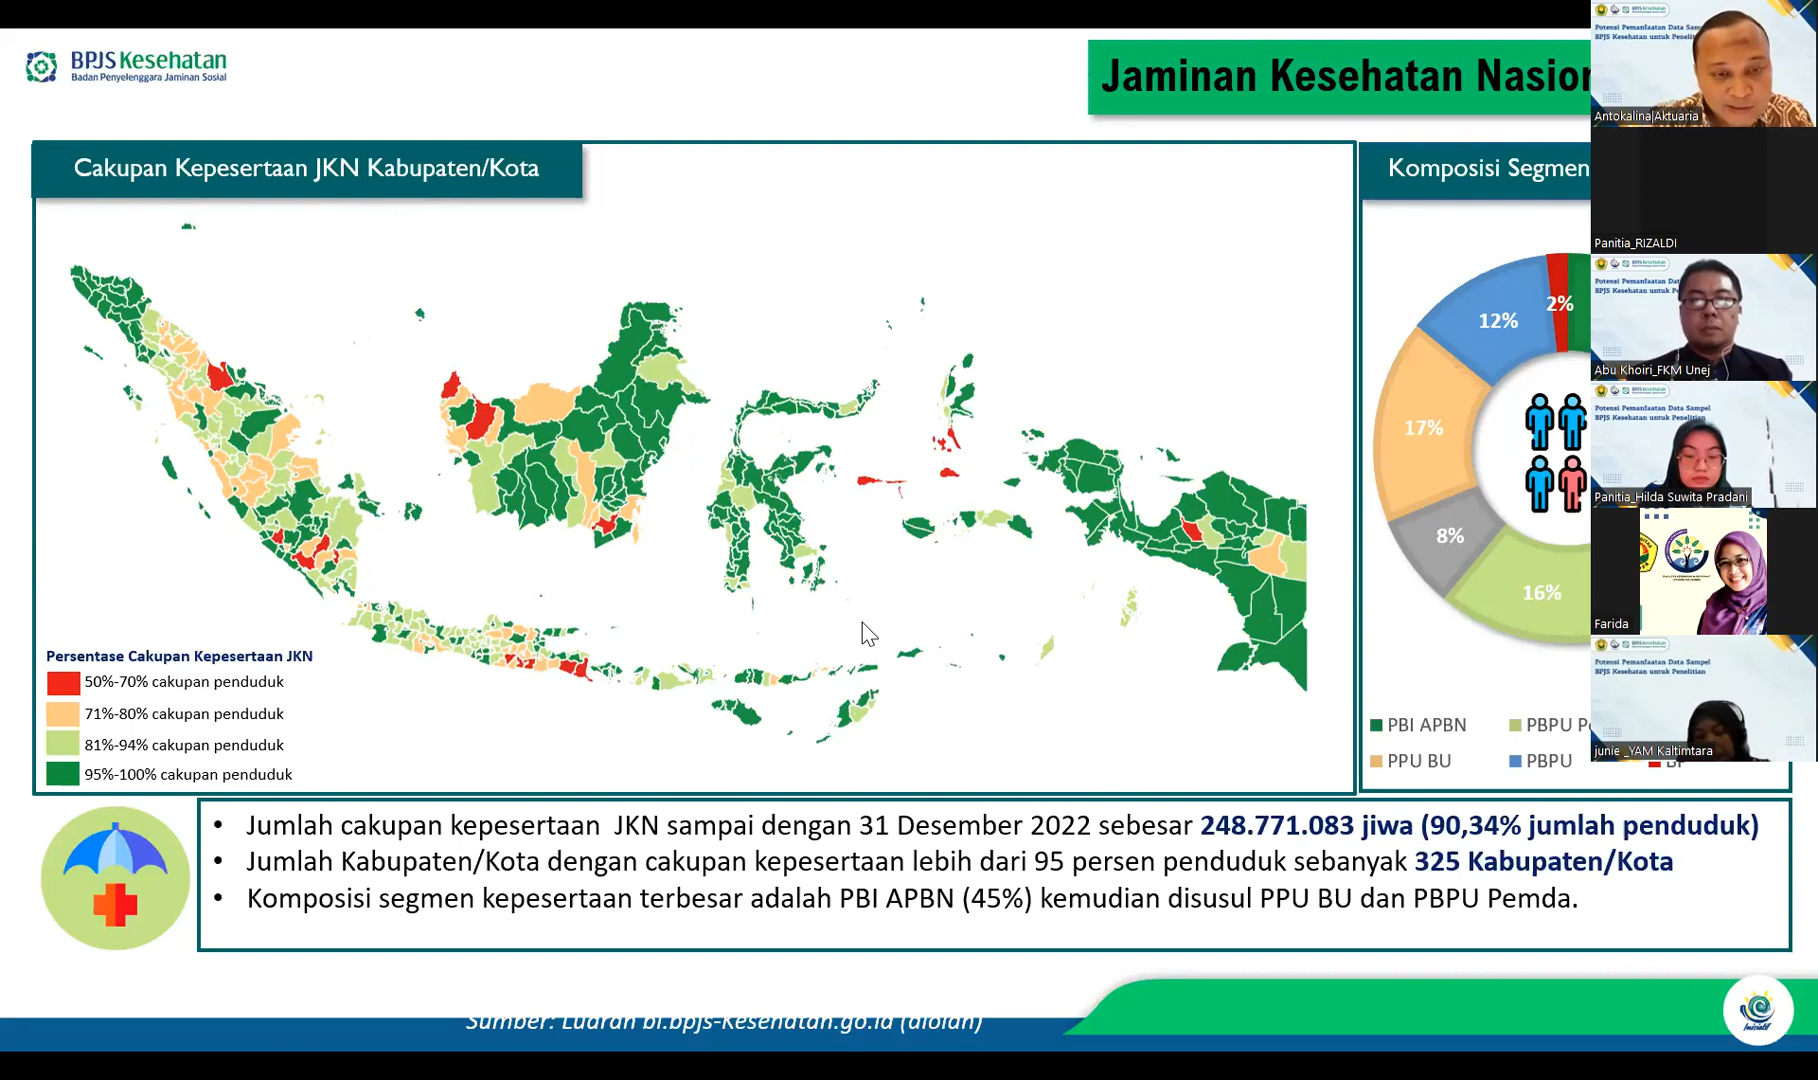 BPJS Kesehatan
Badan Penyelenggara Jaminan Sosial
Jaminan Kesehatan Nasion
Cakupan Kepesertaan JKN Kabupaten/Kota
Persentase Cakupan Kepesertaan JKN
50%-70% cakupan penduduk
71%-80% cakupan penduduk
81%-94% cakupan penduduk
95%-100% cakupan penduduk
Komposisi Segmen
2%
12%
17%
8%
16%
PBI APBN
PBPU P
PPU BU
PBPU
BP
• Jumlah cakupan kepesertaan JKN sampai dengan 31 Desember 2022 sebesar 248.771.083 jiwa (90,34% jumlah penduduk)
• Jumlah Kabupaten/Kota dengan cakupan kepesertaan lebih dari 95 persen penduduk sebanyak 325 Kabupaten/Kota
• Komposisi segmen kepesertaan terbesar adalah PBI APBN (45%) kemudian disusul PPU BU dan PBPU Pemda.
Sumber: Luaran bi.bpjs-kesehatan.go.id (diolah)
Inisiatif
Potensi Pemanfaatan Data Sam
BPJS Kesehatan untuk Penelitian
Antokalina|Aktuaria
Panitia_RIZALDI
Potensi Pemanfaatan Data
BPJS Kesehatan untuk Pe
Abu Khoiri_FKM Unej
Potensi Pemanfaatan Data Sampel
BPJS Kesehatan untuk Penelitian
Panitia_Hilda Suwita Pradani
Farida
Potensi Pemanfaatan Data Sampel
BPJS Kesehatan untuk Penelitian
junie _YAM Kaltimtara